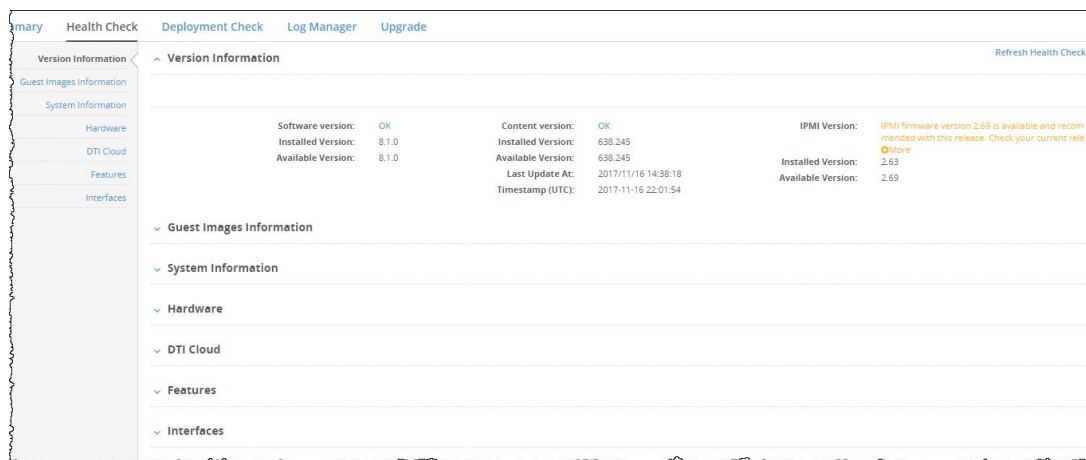 mary Health Check Deployment Check Log Manager Upgrade
Refresh Health Check
Version Information
Guest Images Information
System Information
Hardware
DTI Cloud
Features
Interfaces
Version Information
Software version: OK
Installed Version: 8.1.0
Available Version: 8.1.0
Content version: OK
Installed Version: 638.245
Available Version: 638.245
Last Update At: 2017/11/16 14:38:18
Timestamp (UTC): 2017-11-16 22:01:54
IPMI Version: IPMI firmware version 2.69 is available and recom
mended with this release. Check your current rele
More
Installed Version: 2.63
Available Version: 2.69
Guest Images Information
System Information
Hardware
DTI Cloud
Features
Interfaces